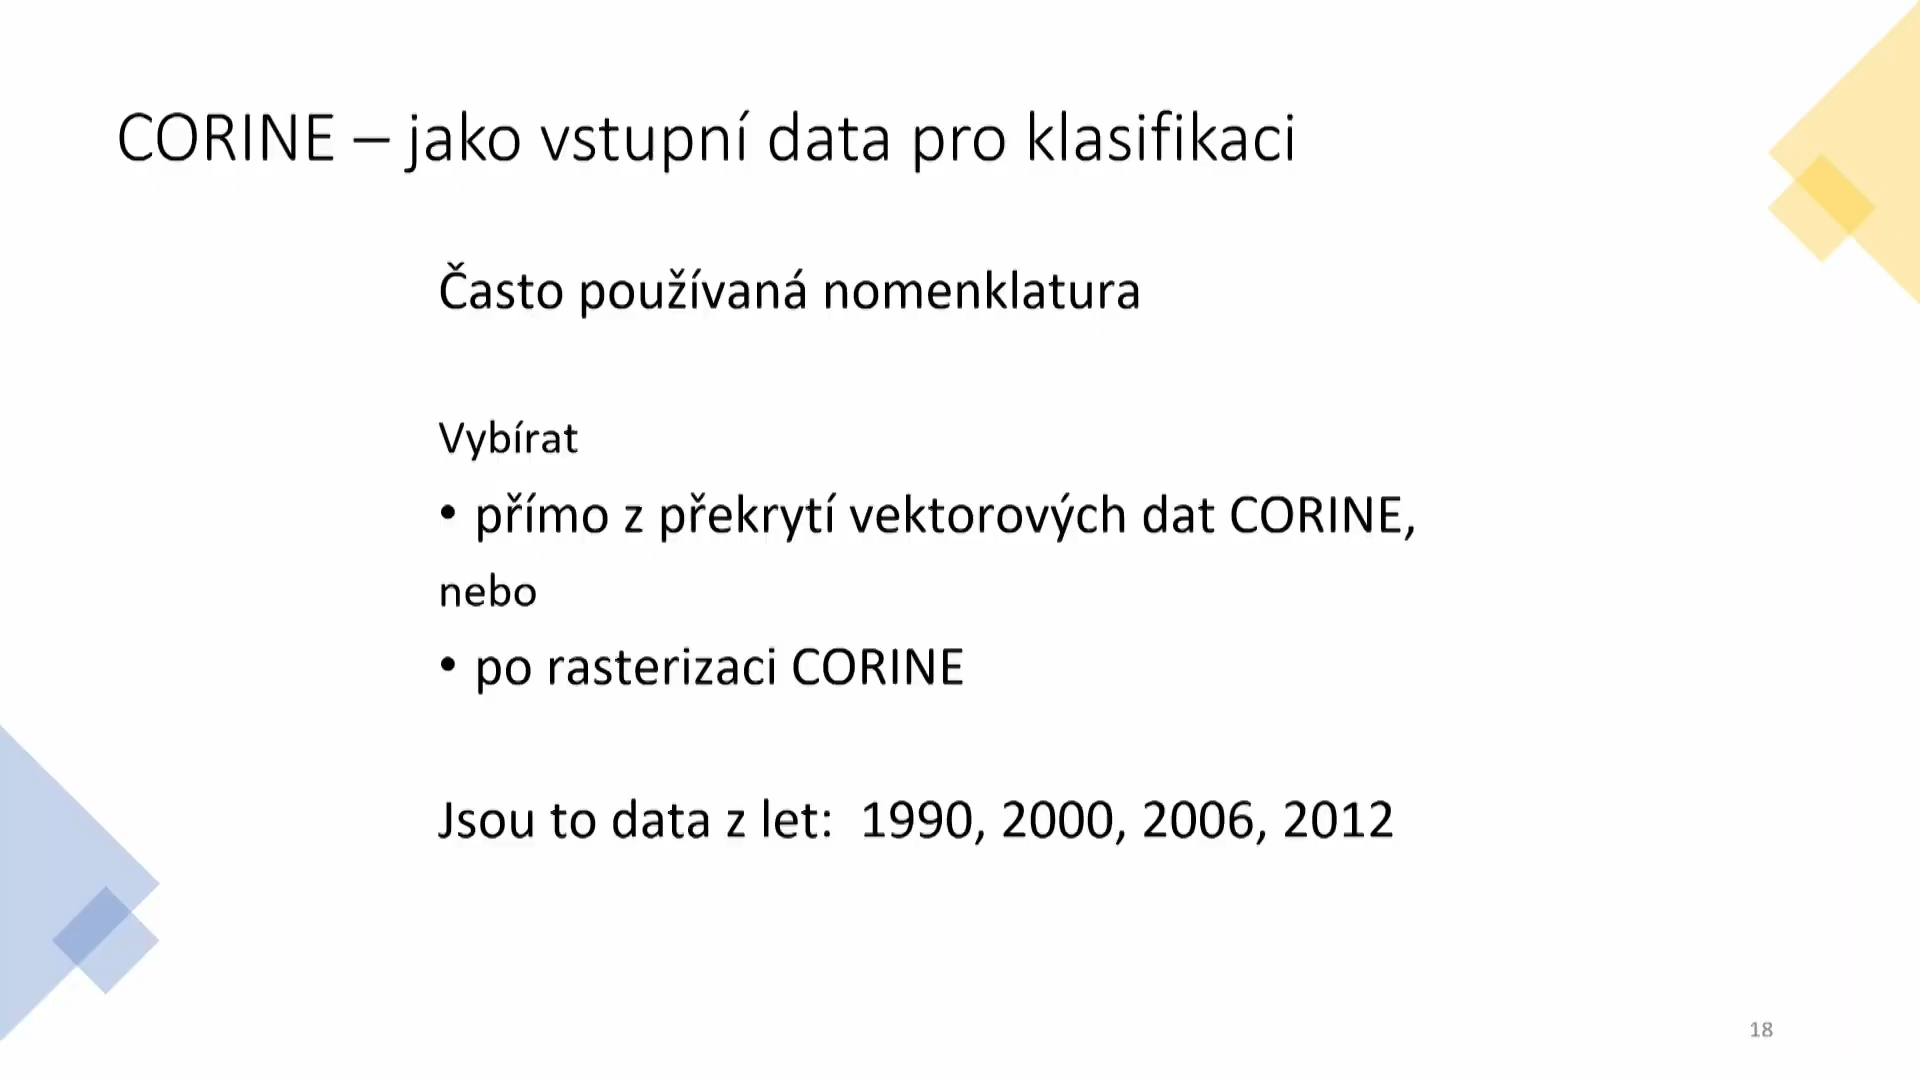 CORINE – jako vstupní data pro klasifikaci
Často používaná nomenklatura
Vybírat
• přímo z překrytí vektorových dat CORINE,
nebo
• po rasterizaci CORINE
Jsou to data z let: 1990, 2000, 2006, 2012
18